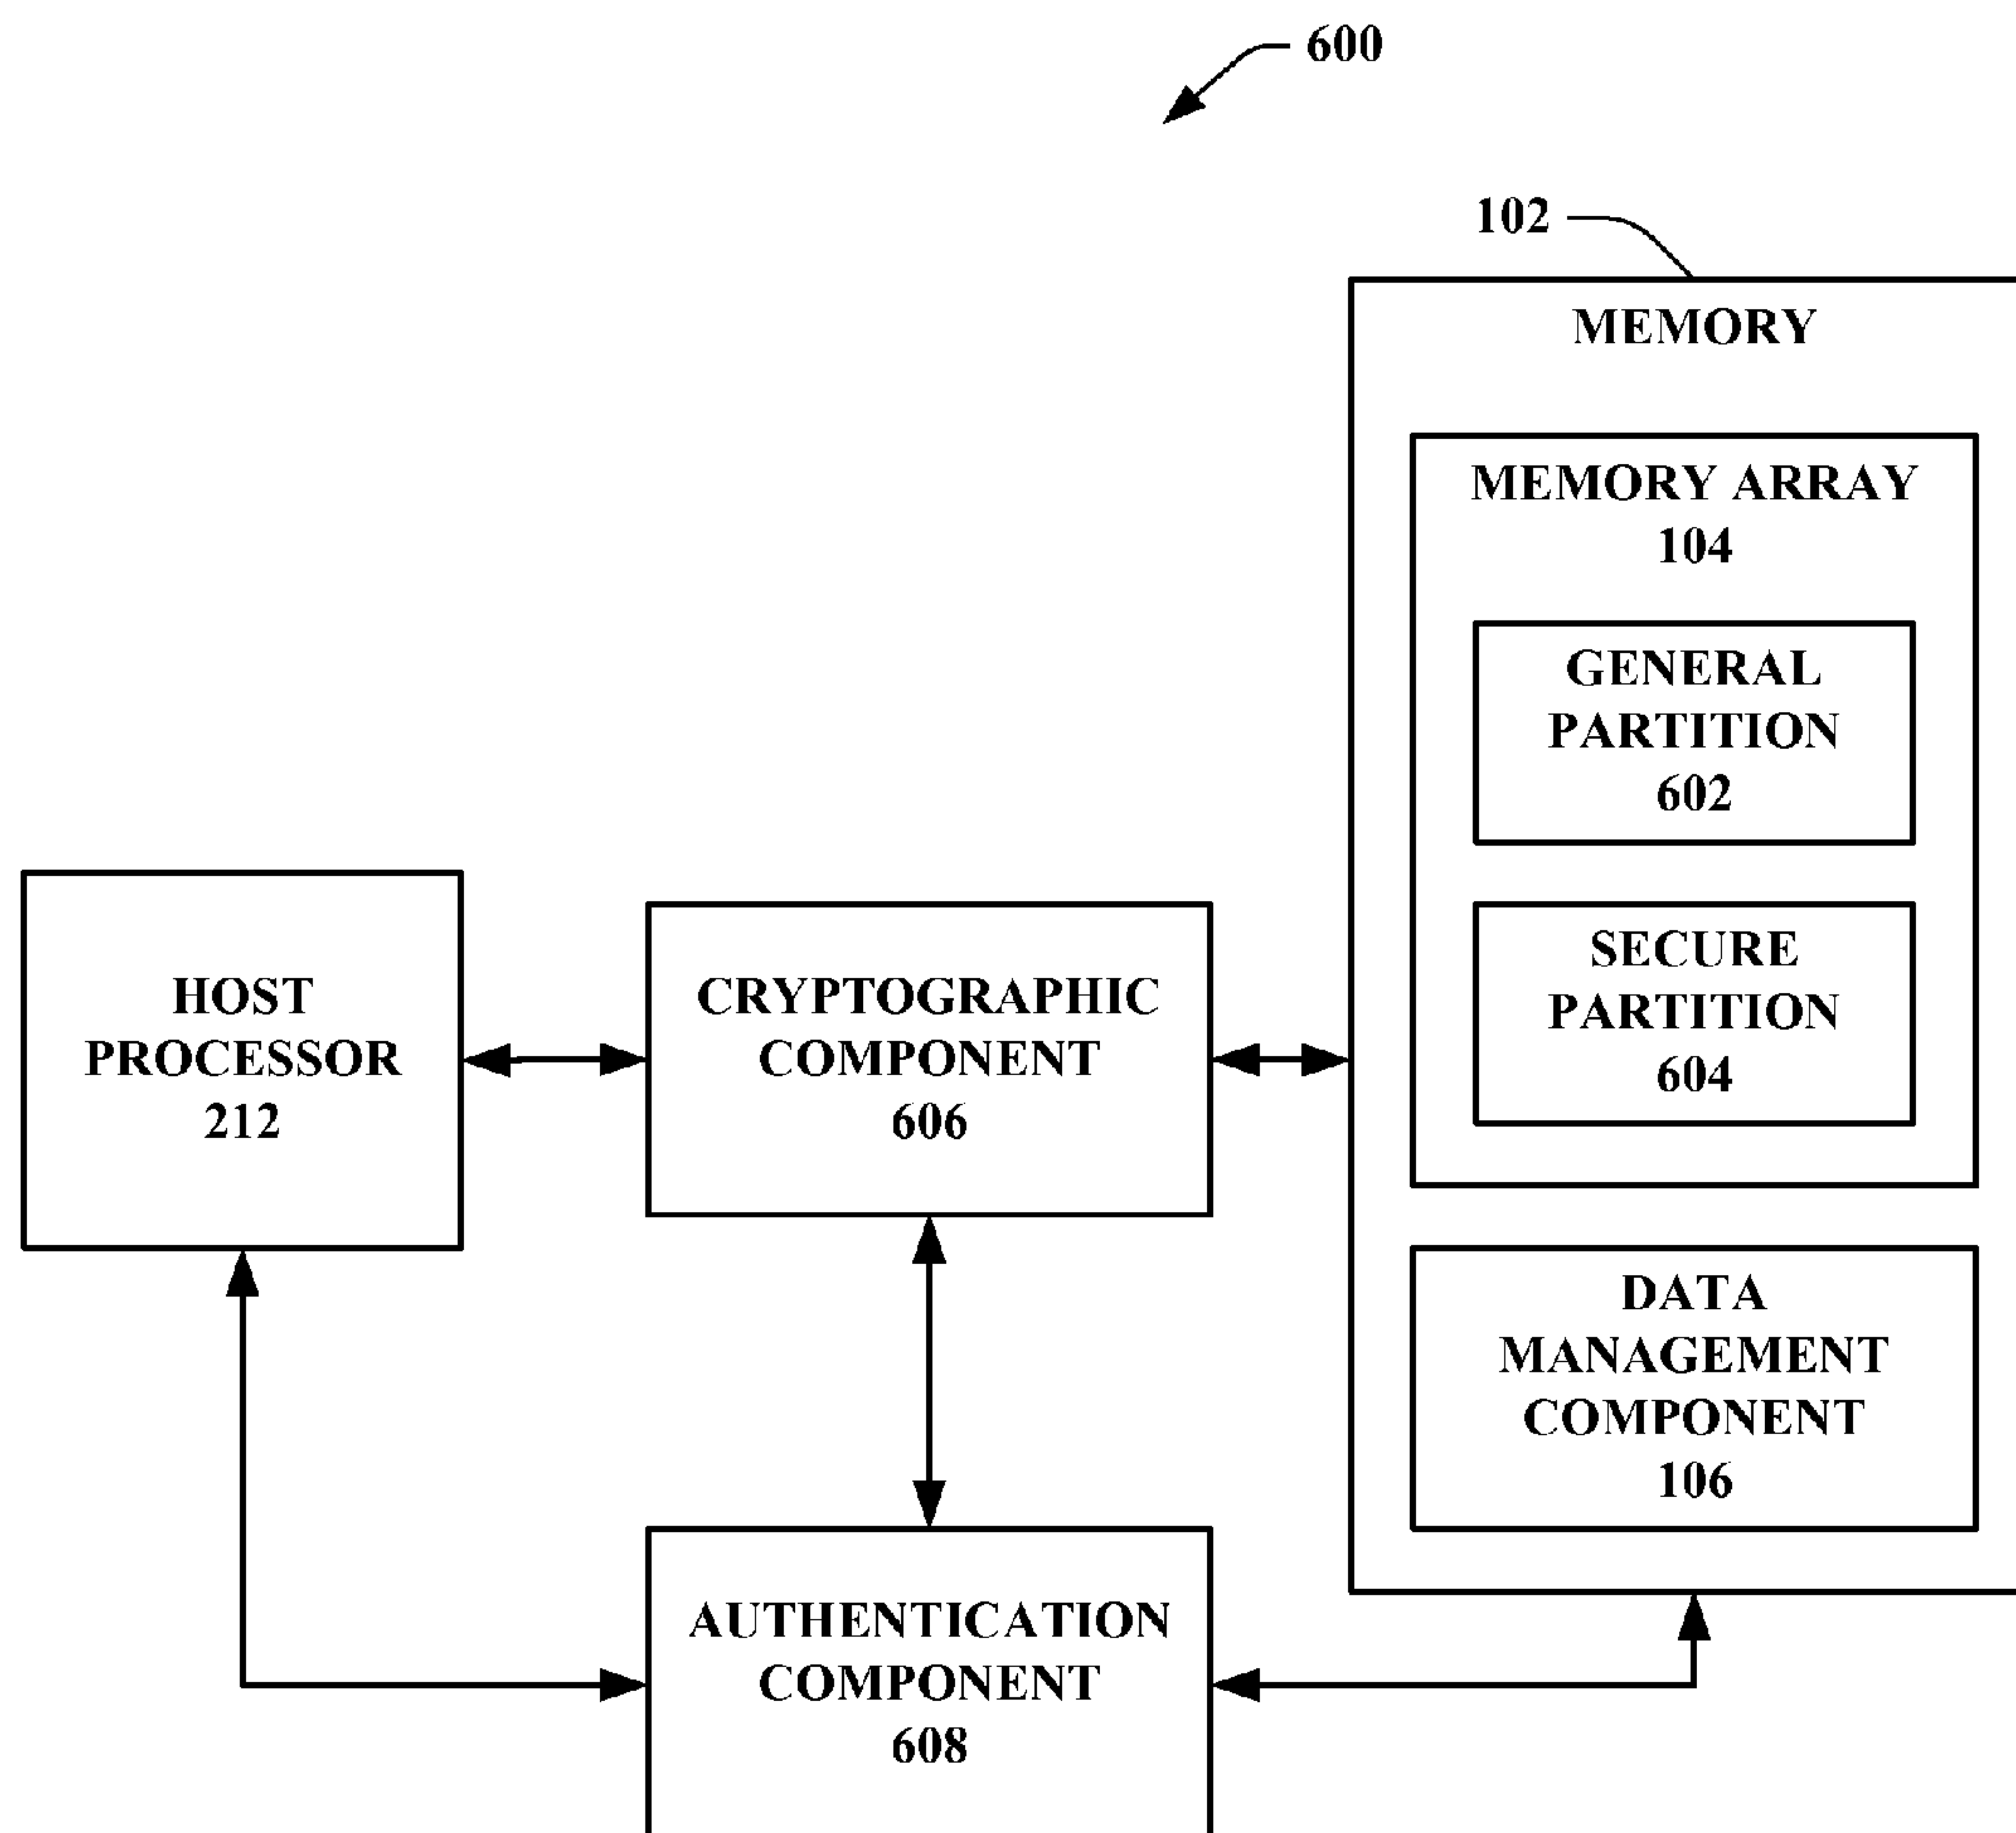 600
102
MEMORY
MEMORY ARRAY
104
GENERAL
PARTITION
602
SECURE
PARTITION
604
HOST
PROCESSOR
212
CRYPTOGRAPHIC
COMPONENT
606
DATA
MANAGEMENT
COMPONENT
106
AUTHENTICATION
COMPONENT
608